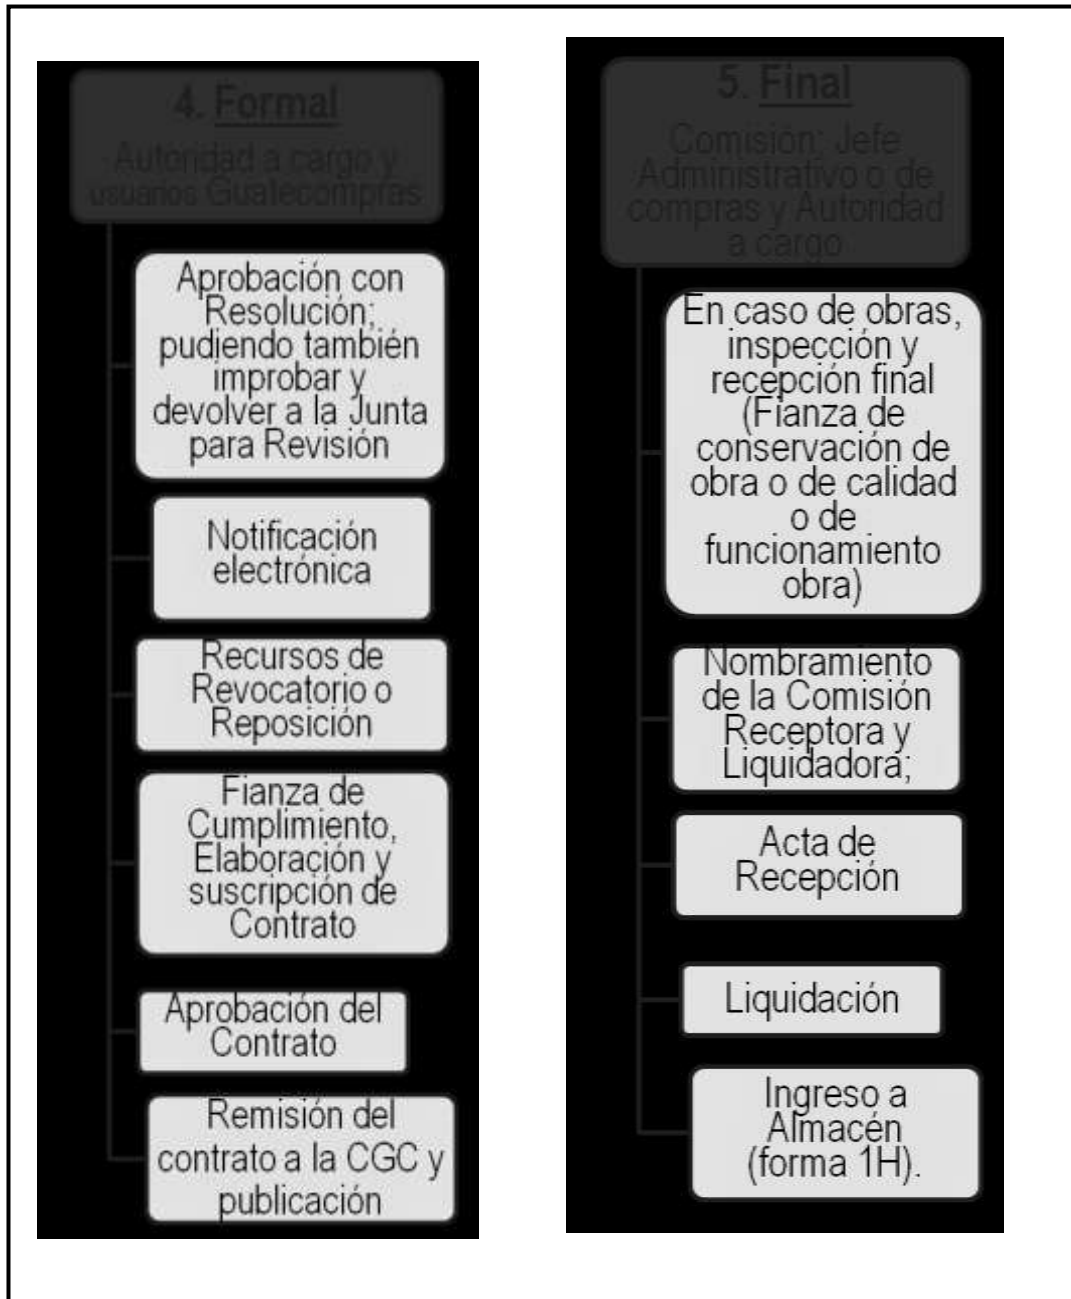 4. Formal
Autoridad a cargo y
usuarios Guatecompras
Aprobación con
Resolución;
pudiendo también
improbar y
devolver a la Junta
para Revisión
Notificación
electrónica
Recursos de
Revocatorio o
Reposición
Fianza de
Cumplimiento,
Elaboración y
suscripción de
Contrato
Aprobación del
Contrato
Remisión del
contrato a la CGC y
publicación
5. Final
Comisión; Jefe
Administrativo o de
compras y Autoridad
a cargo
En caso de obras,
inspección y
recepción final
(Fianza de
conservación de
obra o de calidad
o de
funcionamiento
obra)
Nombramiento
de la Comisión
Receptora y
Liquidadora;
Acta de
Recepción
Liquidación
Ingreso a
Almacén
(forma 1H).